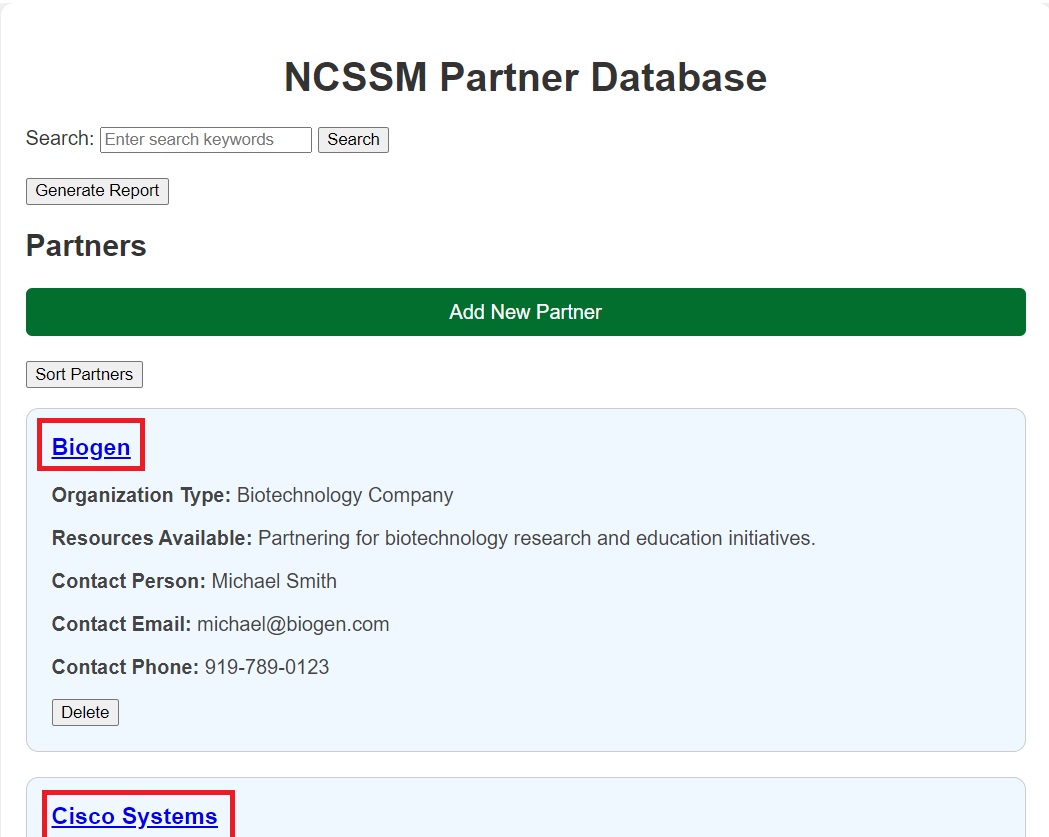 NCSSM Partner Database
Search: Enter search keywords Search
Generate Report
Partners
Add New Partner
Sort Partners
Biogen
Organization Type: Biotechnology Company
Resources Available: Partnering for biotechnology research and education initiatives.
Contact Person: Michael Smith
Contact Email: michael@biogen.com
Contact Phone: 919-789-0123
Delete
Cisco Systems